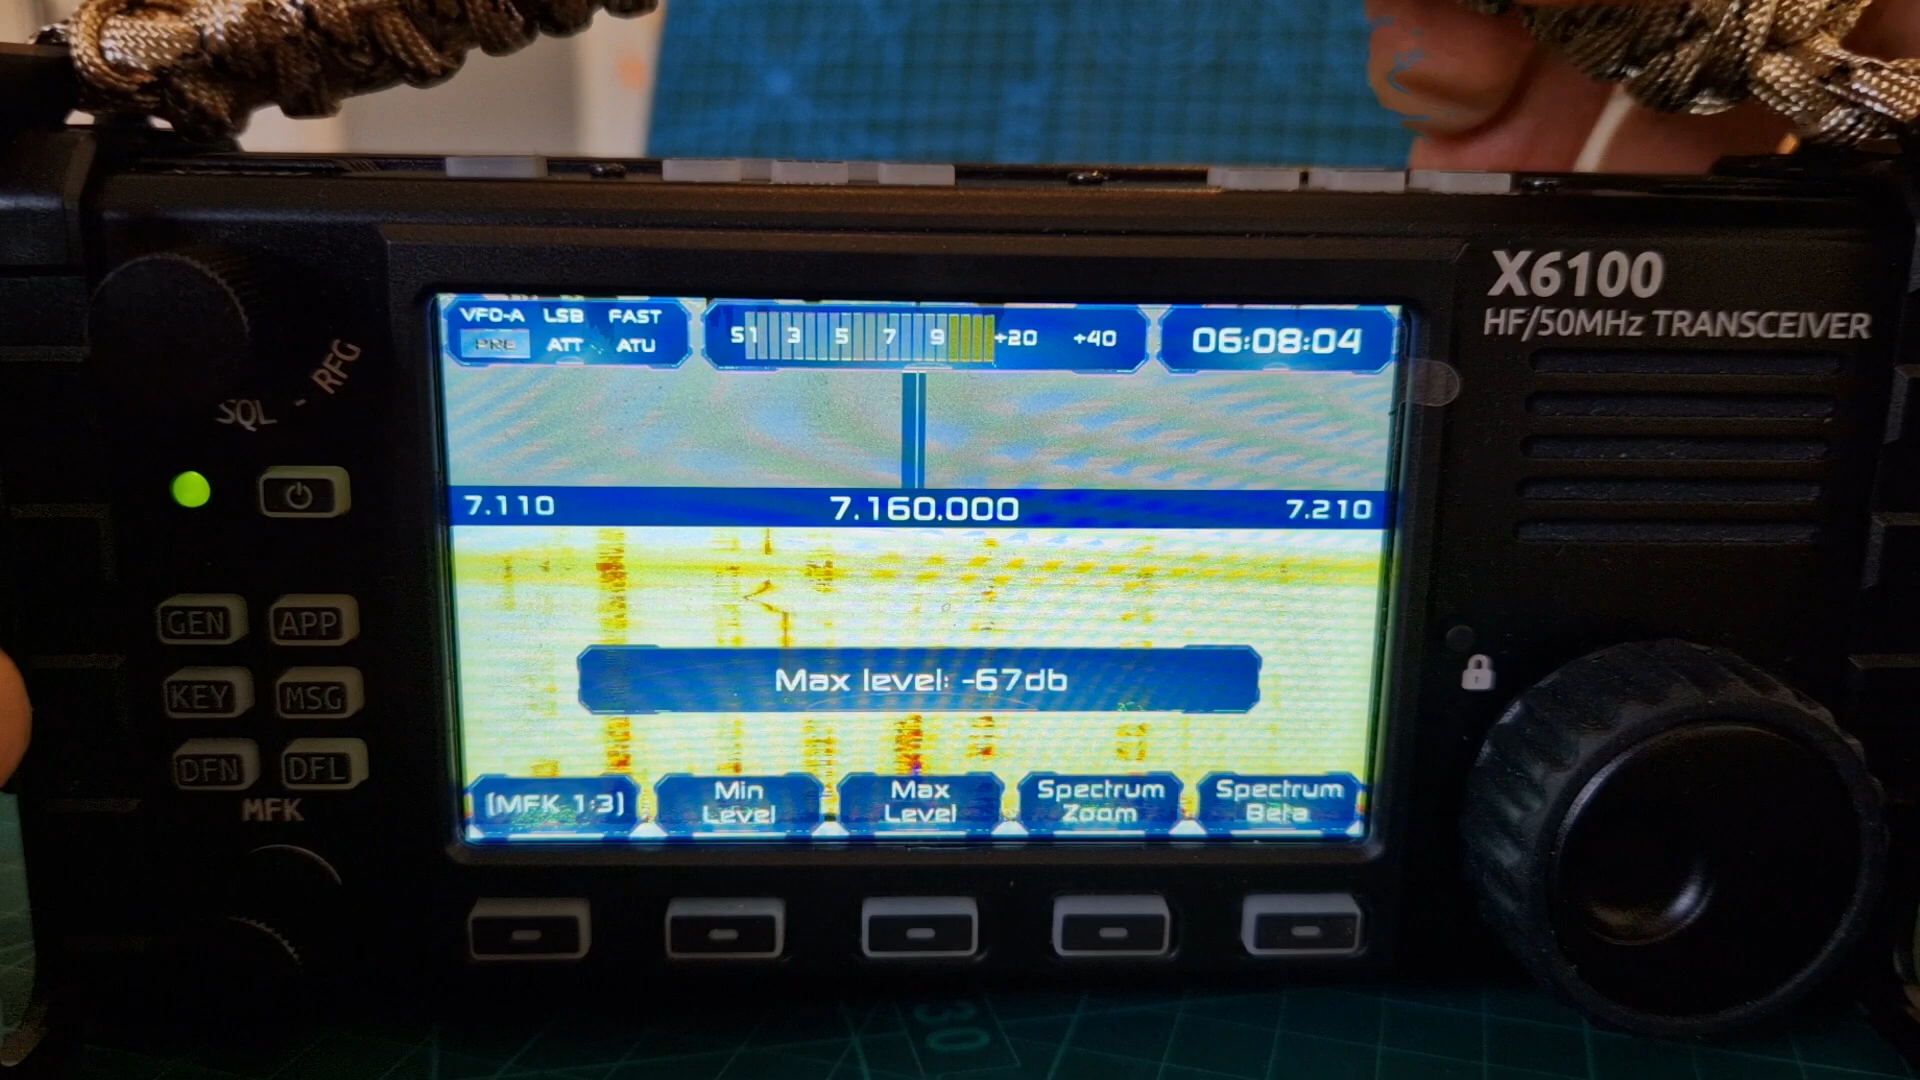 X6100
HF/50MHz TRANSCEIVER
VFO-A LSB FAST
PRE ATT ATU
S1 3 5 7 9 +20 +40
06:08:04
SQL - RFG
7.110 7.160.000 7.210
GEN APP
KEY MSG
DFN DFL
MFK
Max level: -67db
(MFK 1:3)
Min
Level
Max
Level
Spectrum
Zoom
Spectrum
Beta
30